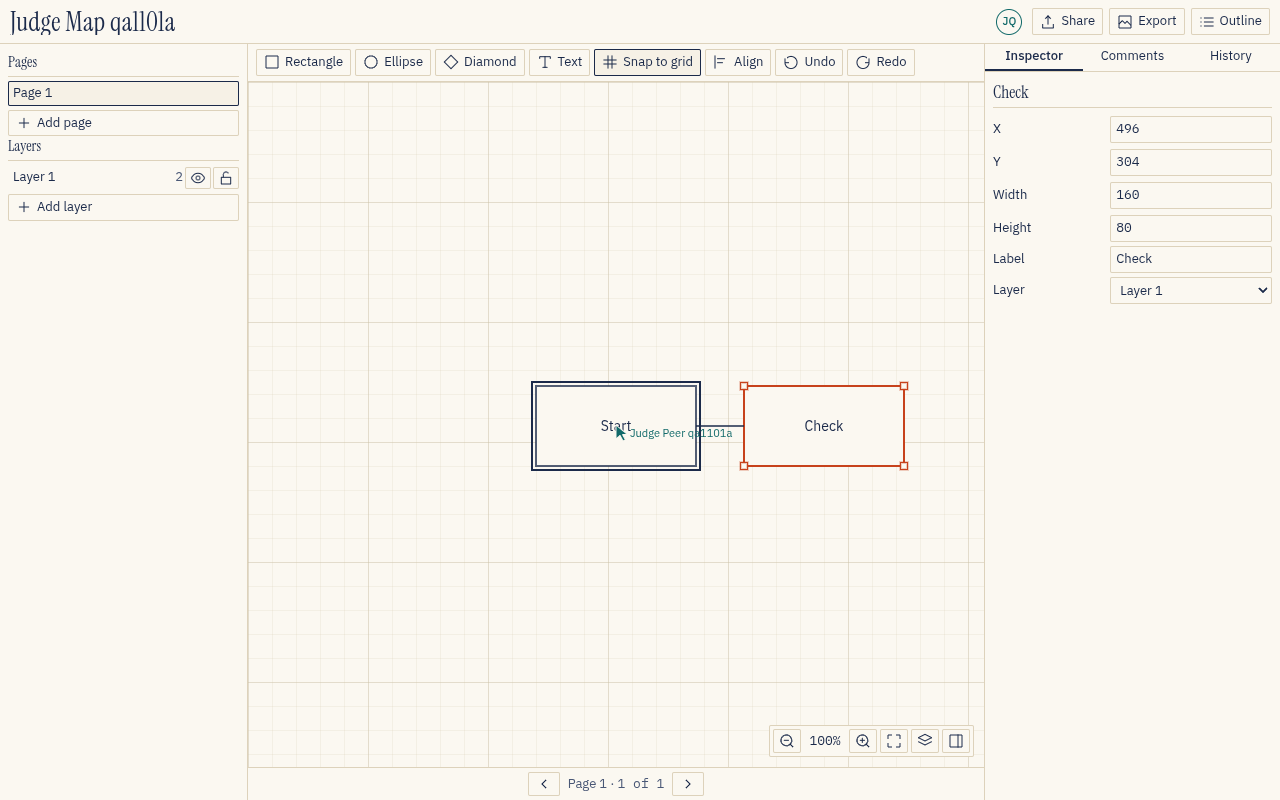 Judge Map qa1101a
JQ
Share
Export
Outline
Pages
Page 1
Add page
Layers
Layer 1
2
Add layer
Rectangle
Ellipse
Diamond
Text
Snap to grid
Align
Undo
Redo
Start
Judge Peer qa1101a
Check
100%
Page 1 · 1 of 1
Inspector
Comments
History
Check
X
496
Y
304
Width
160
Height
80
Label
Check
Layer
Layer 1